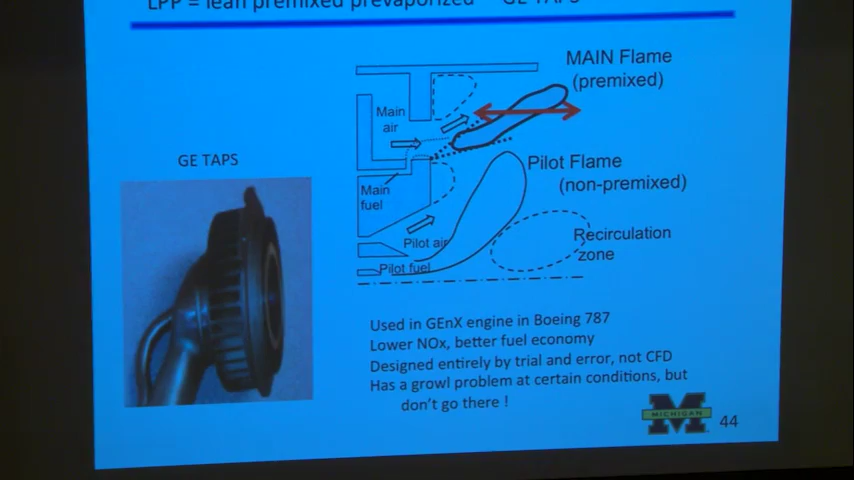 LPP = lean premixed prevaporized GE TAPS
MAIN Flame
(premixed)
Main
air
GE TAPS
Pilot Flame
(non-premixed)
Main
fuel
Pilot air
Recirculation
zone
Pilot fuel
Used in GEnX engine in Boeing 787
Lower NOx, better fuel economy
Designed entirely by trial and error, not CFD
Has a growl problem at certain conditions, but
don't go there !
M
MICHIGAN
44